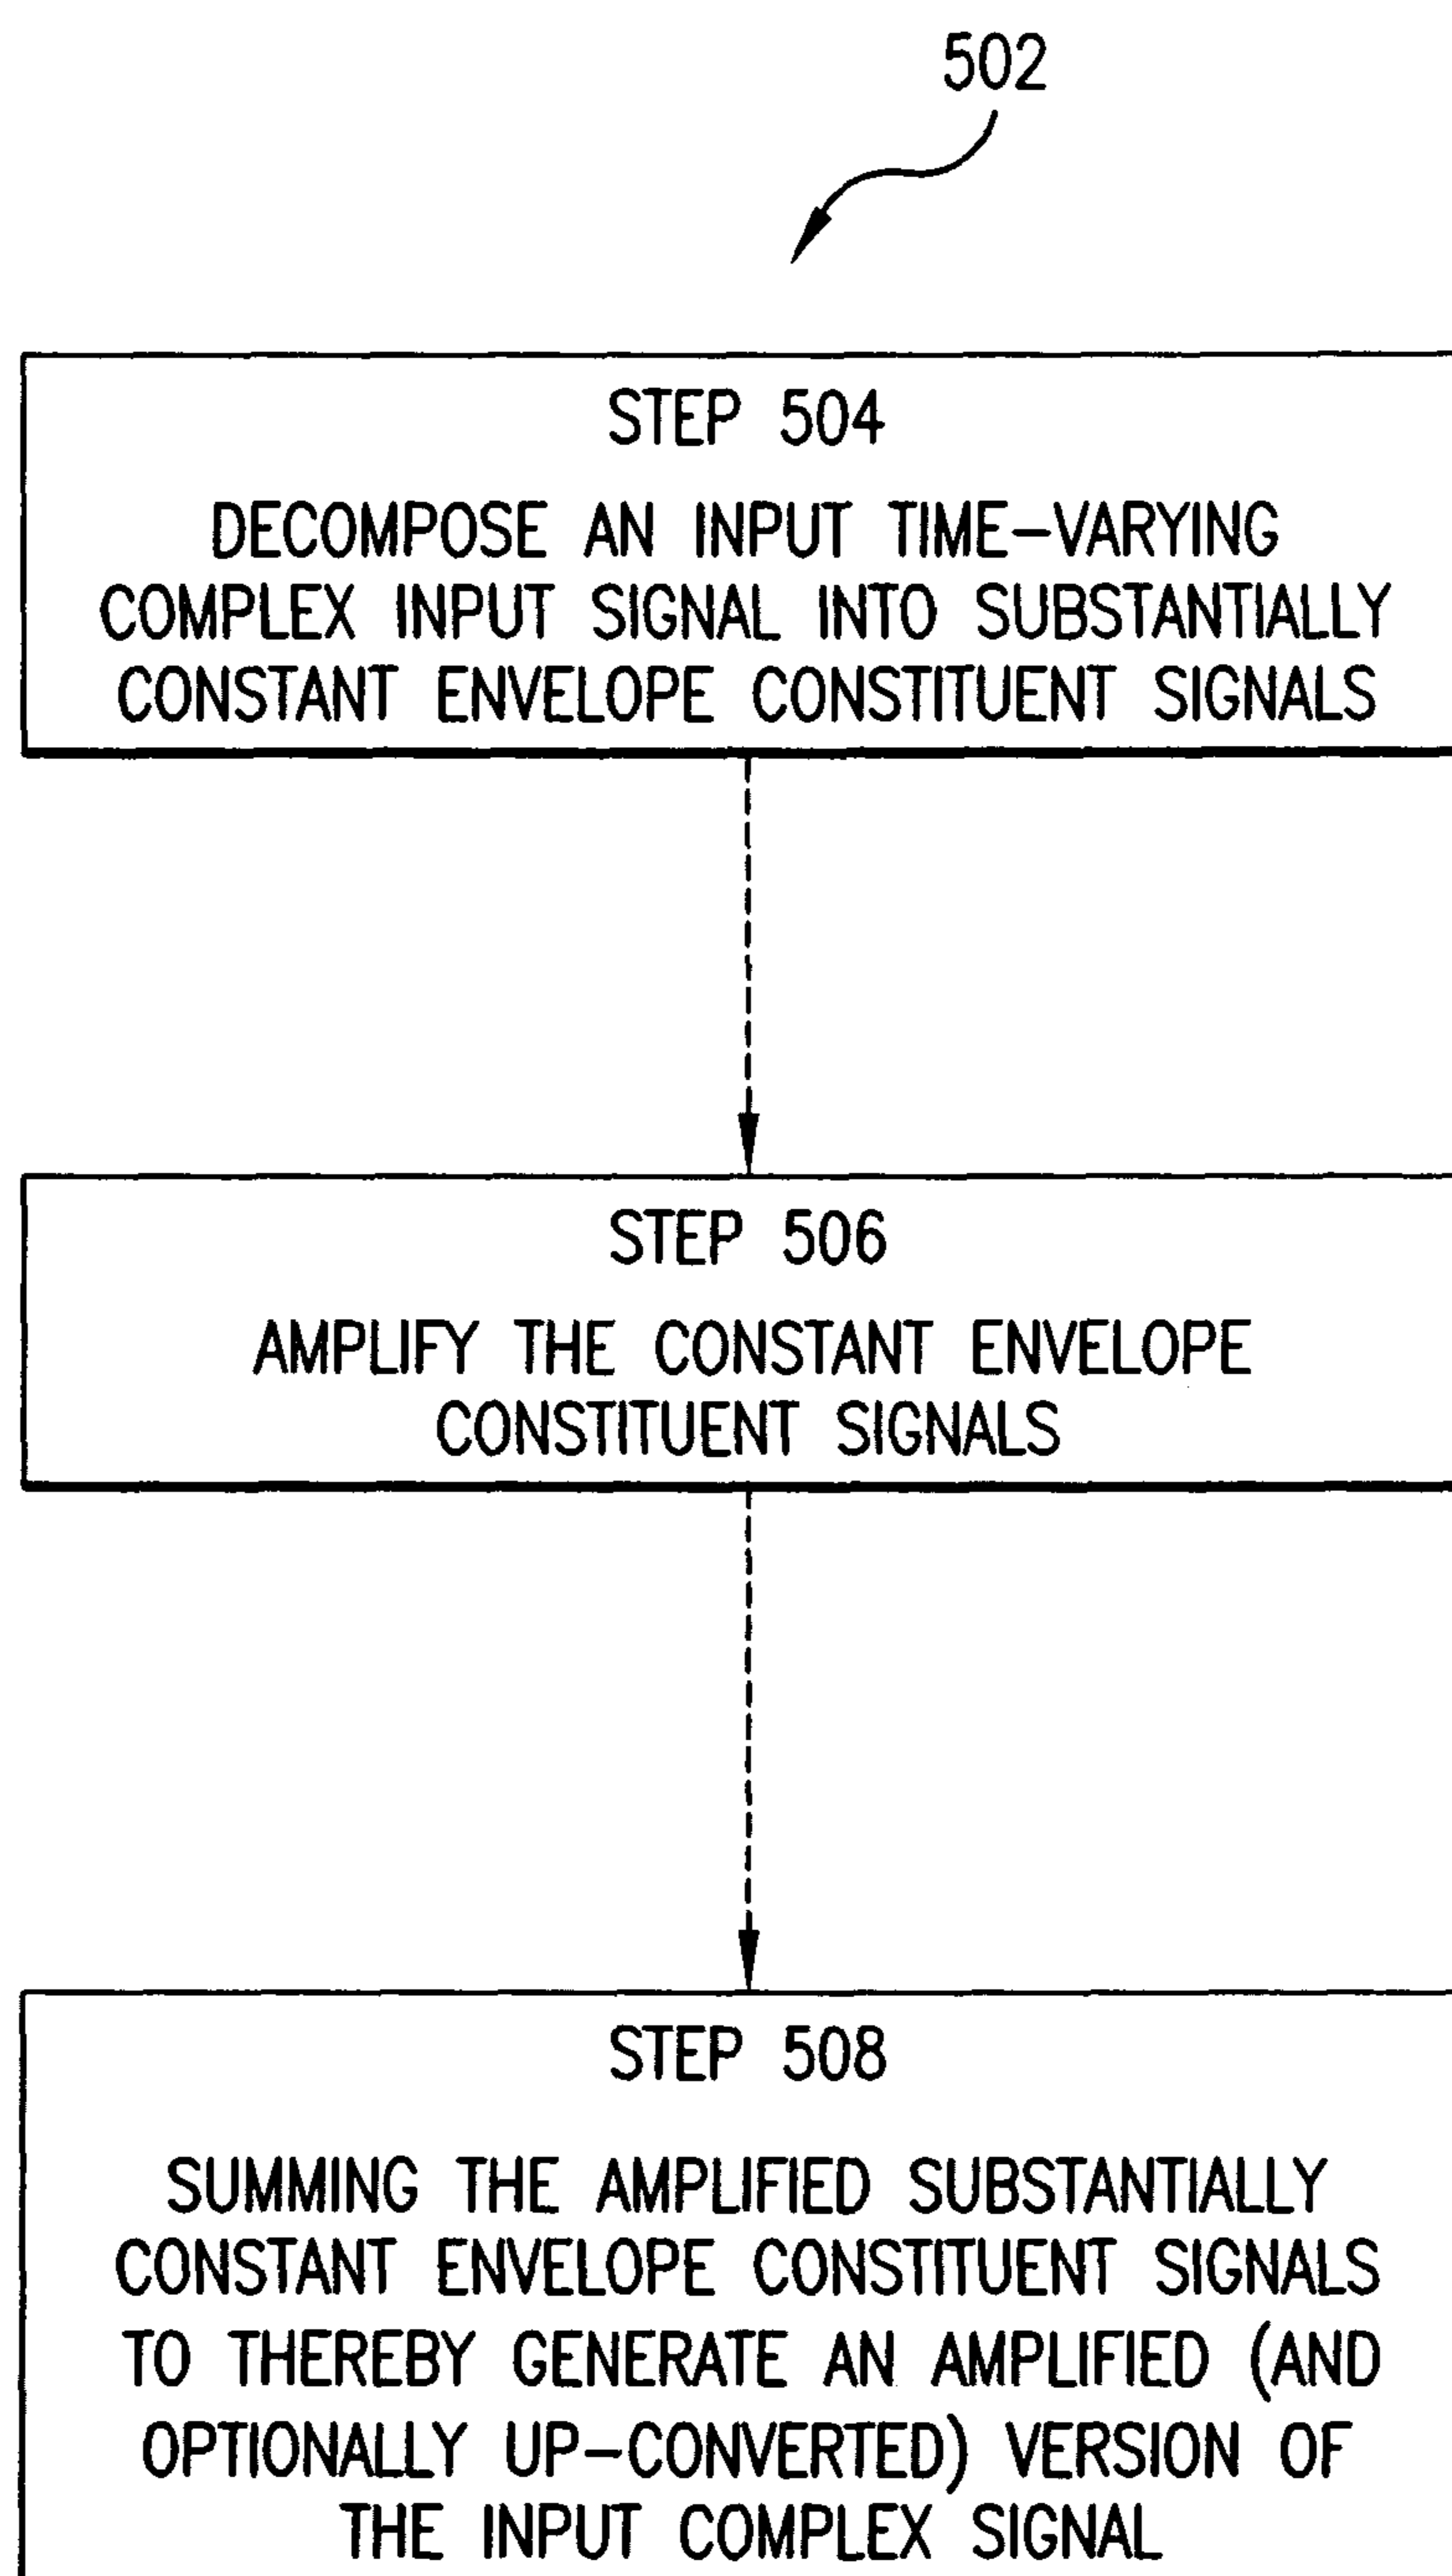 502
STEP 504
DECOMPOSE AN INPUT TIME-VARYING
COMPLEX INPUT SIGNAL INTO SUBSTANTIALLY
CONSTANT ENVELOPE CONSTITUENT SIGNALS
STEP 506
AMPLIFY THE CONSTANT ENVELOPE
CONSTITUENT SIGNALS
STEP 508
SUMMING THE AMPLIFIED SUBSTANTIALLY
CONSTANT ENVELOPE CONSTITUENT SIGNALS
TO THEREBY GENERATE AN AMPLIFIED (AND
OPTIONALLY UP-CONVERTED) VERSION OF
THE INPUT COMPLEX SIGNAL